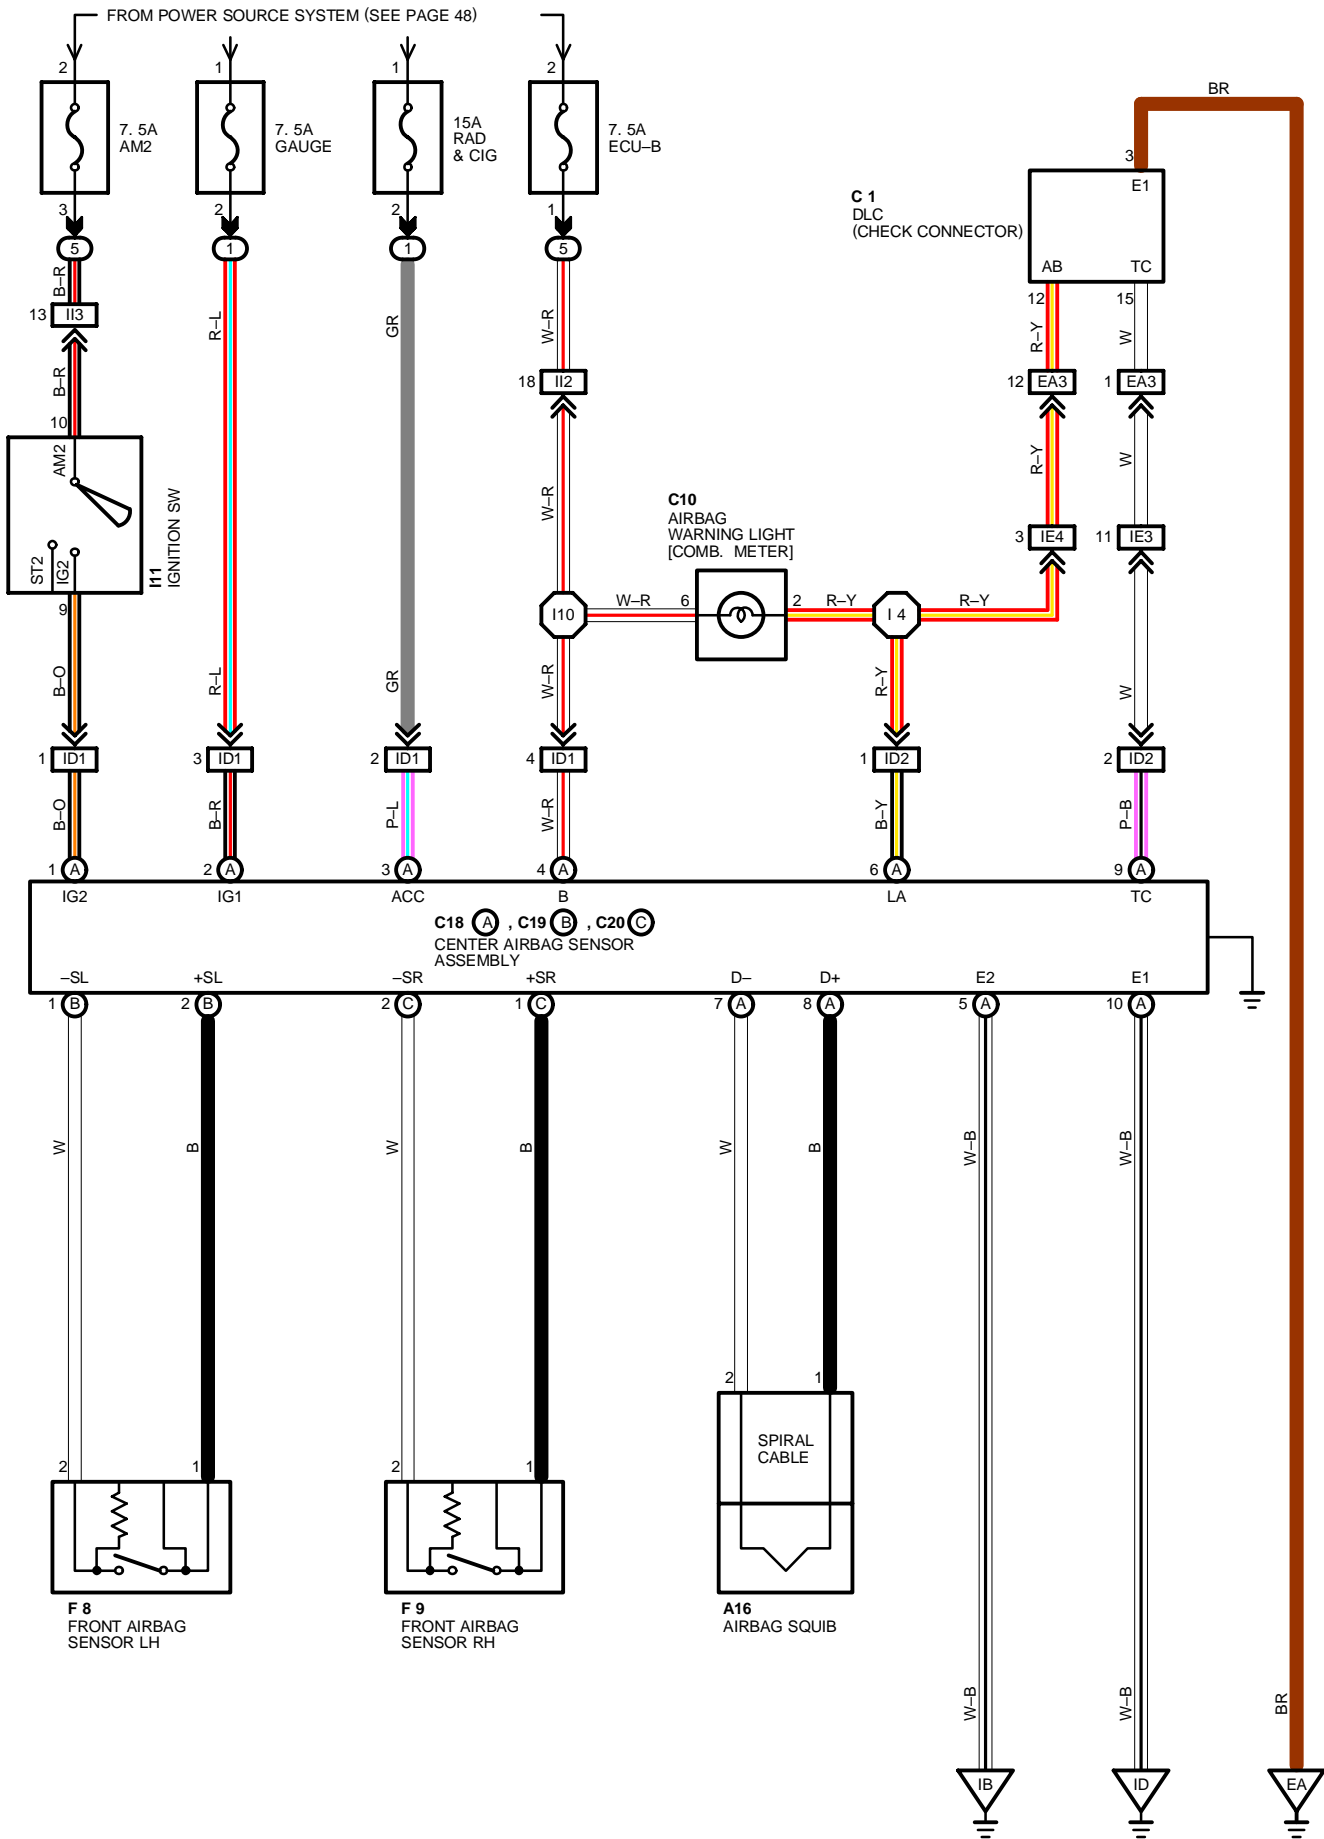 FROM POWER SOURCE SYSTEM (SEE PAGE 48)
2
1
1
2
7. 5A
AM2
7. 5A
GAUGE
15A
RAD
& CIG
7. 5A
ECU–B
3
2
2
1
5
1
1
5
BR
3
E1
C 1
DLC
(CHECK CONNECTOR)
AB
TC
12
15
B–R
13
II3
R–L
GR
W–R
R–Y
W
B–R
18
II2
12
EA3
1
EA3
10
AM2
ST2
IG2
I11
IGNITION SW
9
W–R
R–Y
W
C10
AIRBAG
WARNING LIGHT
[COMB. METER]
3
IE4
11
IE3
I10
W–R
6
2
R–Y
I 4
R–Y
B–O
R–L
GR
W–R
R–Y
W
1
ID1
3
ID1
2
ID1
4
ID1
1
ID2
2
ID2
B–O
B–R
P–L
W–R
B–Y
P–B
1
A
2
A
3
A
4
A
6
A
9
A
IG2
IG1
ACC
B
LA
TC
C18 A , C19 B , C20 C
CENTER AIRBAG SENSOR
ASSEMBLY
–SL
+SL
–SR
+SR
D–
D+
E2
E1
1
B
2
B
2
C
1
C
7
A
8
A
5
A
10
A
W
B
W
B
W
B
W–B
W–B
2
1
SPIRAL
CABLE
2
1
2
1
F 8
FRONT AIRBAG
SENSOR LH
F 9
FRONT AIRBAG
SENSOR RH
A16
AIRBAG SQUIB
W–B
W–B
BR
IB
ID
EA